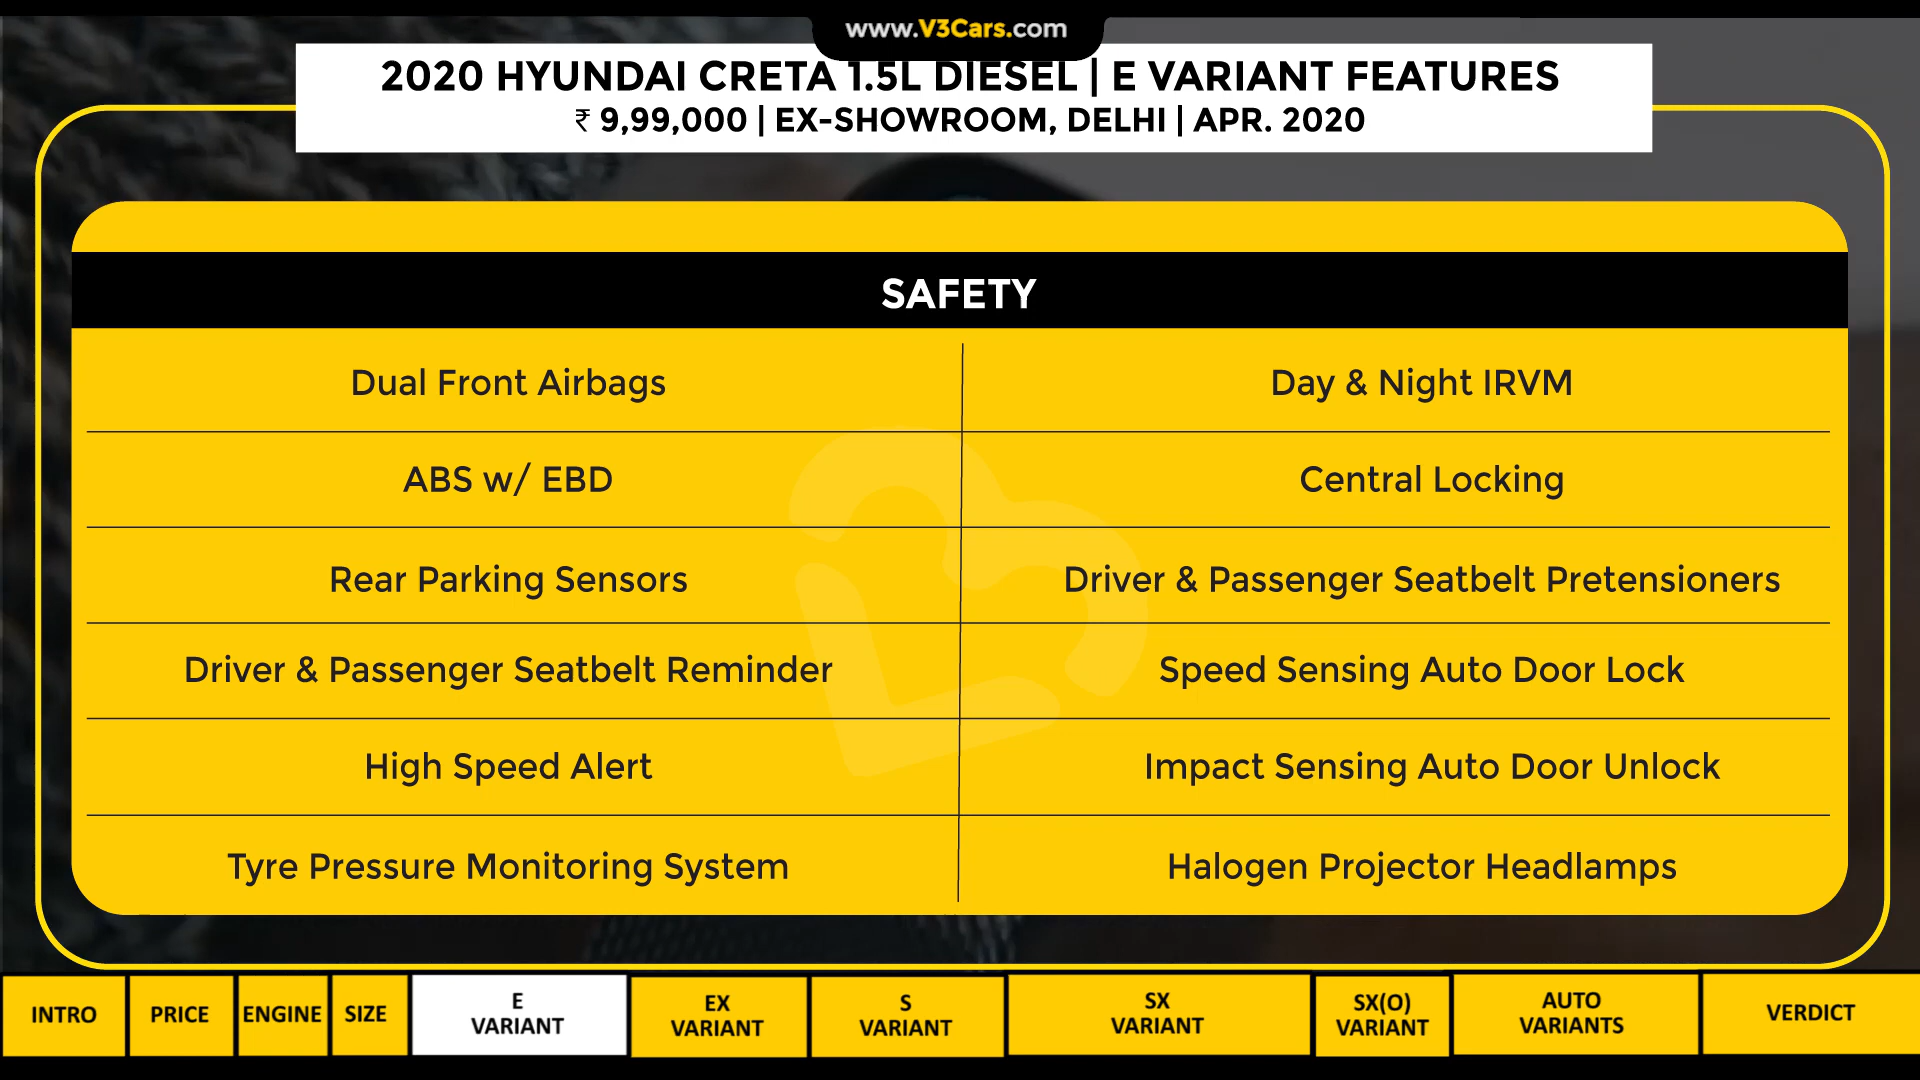 www.V3Cars.com
2020 HYUNDAI CRETA 1.5L DIESEL | E VARIANT FEATURES
₹ 9,99,000 | EX-SHOWROOM, DELHI | APR. 2020
SAFETY
Dual Front Airbags
Day & Night IRVM
ABS w/ EBD
Central Locking
Rear Parking Sensors
Driver & Passenger Seatbelt Pretensioners
Driver & Passenger Seatbelt Reminder
Speed Sensing Auto Door Lock
High Speed Alert
Impact Sensing Auto Door Unlock
Tyre Pressure Monitoring System
Halogen Projector Headlamps
INTRO
PRICE
ENGINE
SIZE
E
VARIANT
EX
VARIANT
S
VARIANT
SX
VARIANT
SX(O)
VARIANT
AUTO
VARIANTS
VERDICT